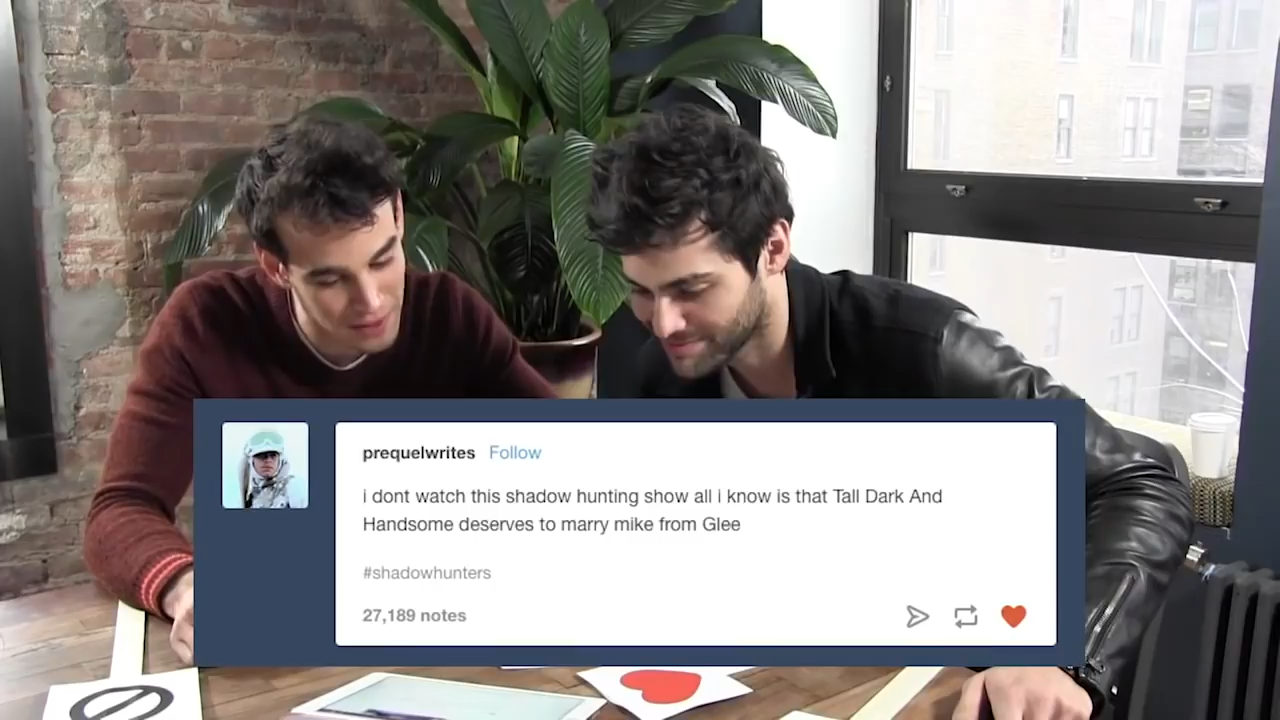 prequelwrites Follow
i dont watch this shadow hunting show all i know is that Tall Dark And
Handsome deserves to marry mike from Glee
#shadowhunters
27,189 notes